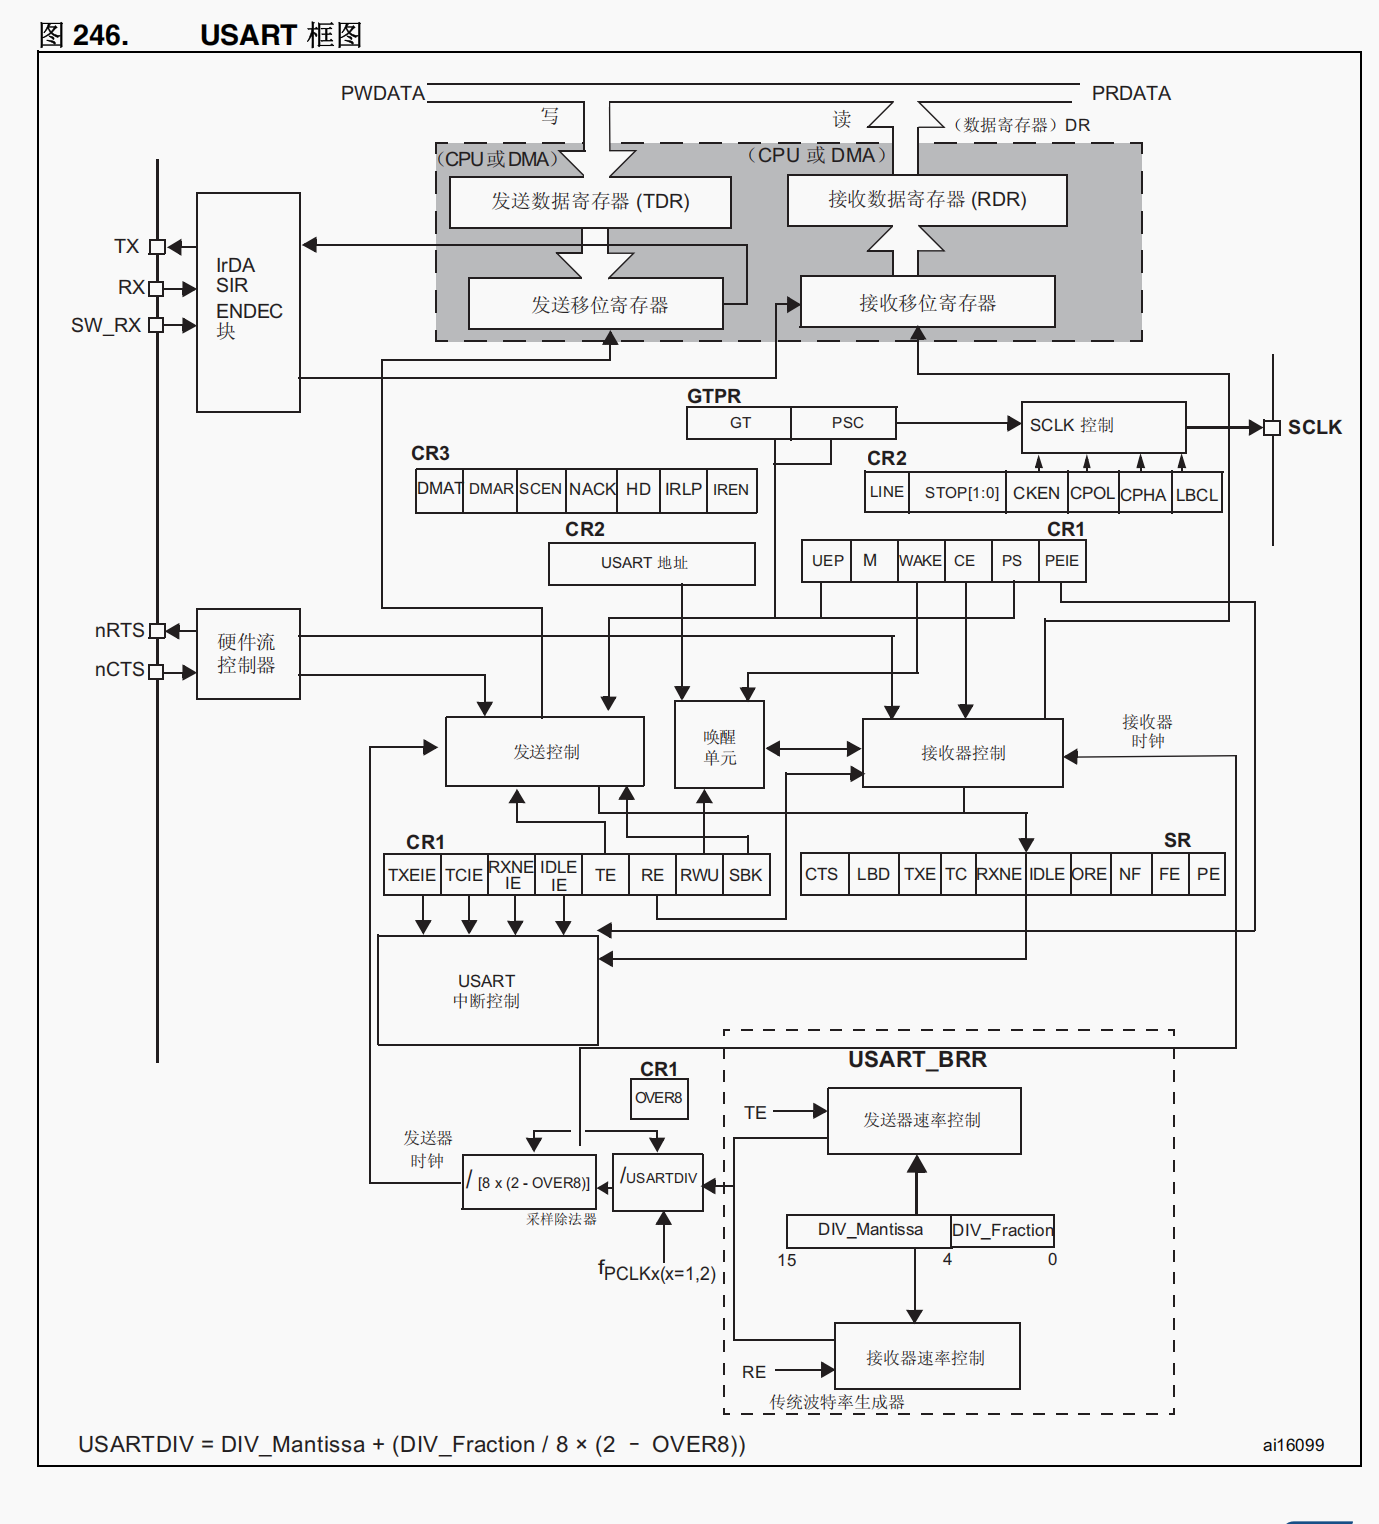 图 246. USART 框图
PWDATA
PRDATA
写
读
（数据寄存器）DR
（CPU 或 DMA）
（CPU 或 DMA）
发送数据寄存器 (TDR)
接收数据寄存器 (RDR)
TX
RX
SW_RX
IrDA
SIR
ENDEC
块
发送移位寄存器
接收移位寄存器
GTPR
GT
PSC
SCLK 控制
SCLK
CR3
DMAT
DMAR
SCEN
NACK
HD
IRLP
IREN
CR2
LINE
STOP[1:0]
CKEN
CPOL
CPHA
LBCL
CR2
USART 地址
CR1
UEP
M
WAKE
CE
PS
PEIE
nRTS
nCTS
硬件流
控制器
发送控制
唤醒
单元
接收器控制
接收器
时钟
CR1
TXEIE
TCIE
RXNE
IE
IDLE
IE
TE
RE
RWU
SBK
SR
CTS
LBD
TXE
TC
RXNE
IDLE
ORE
NF
FE
PE
USART
中断控制
USART_BRR
CR1
OVER8
TE
发送器速率控制
发送器
时钟
/ [8 x (2 - OVER8)]
/USARTDIV
采样除法器
DIV_Mantissa
DIV_Fraction
15
4
0
fPCLKx(x=1,2)
RE
接收器速率控制
传统波特率生成器
USARTDIV = DIV_Mantissa + (DIV_Fraction / 8 × (2 − OVER8))
ai16099